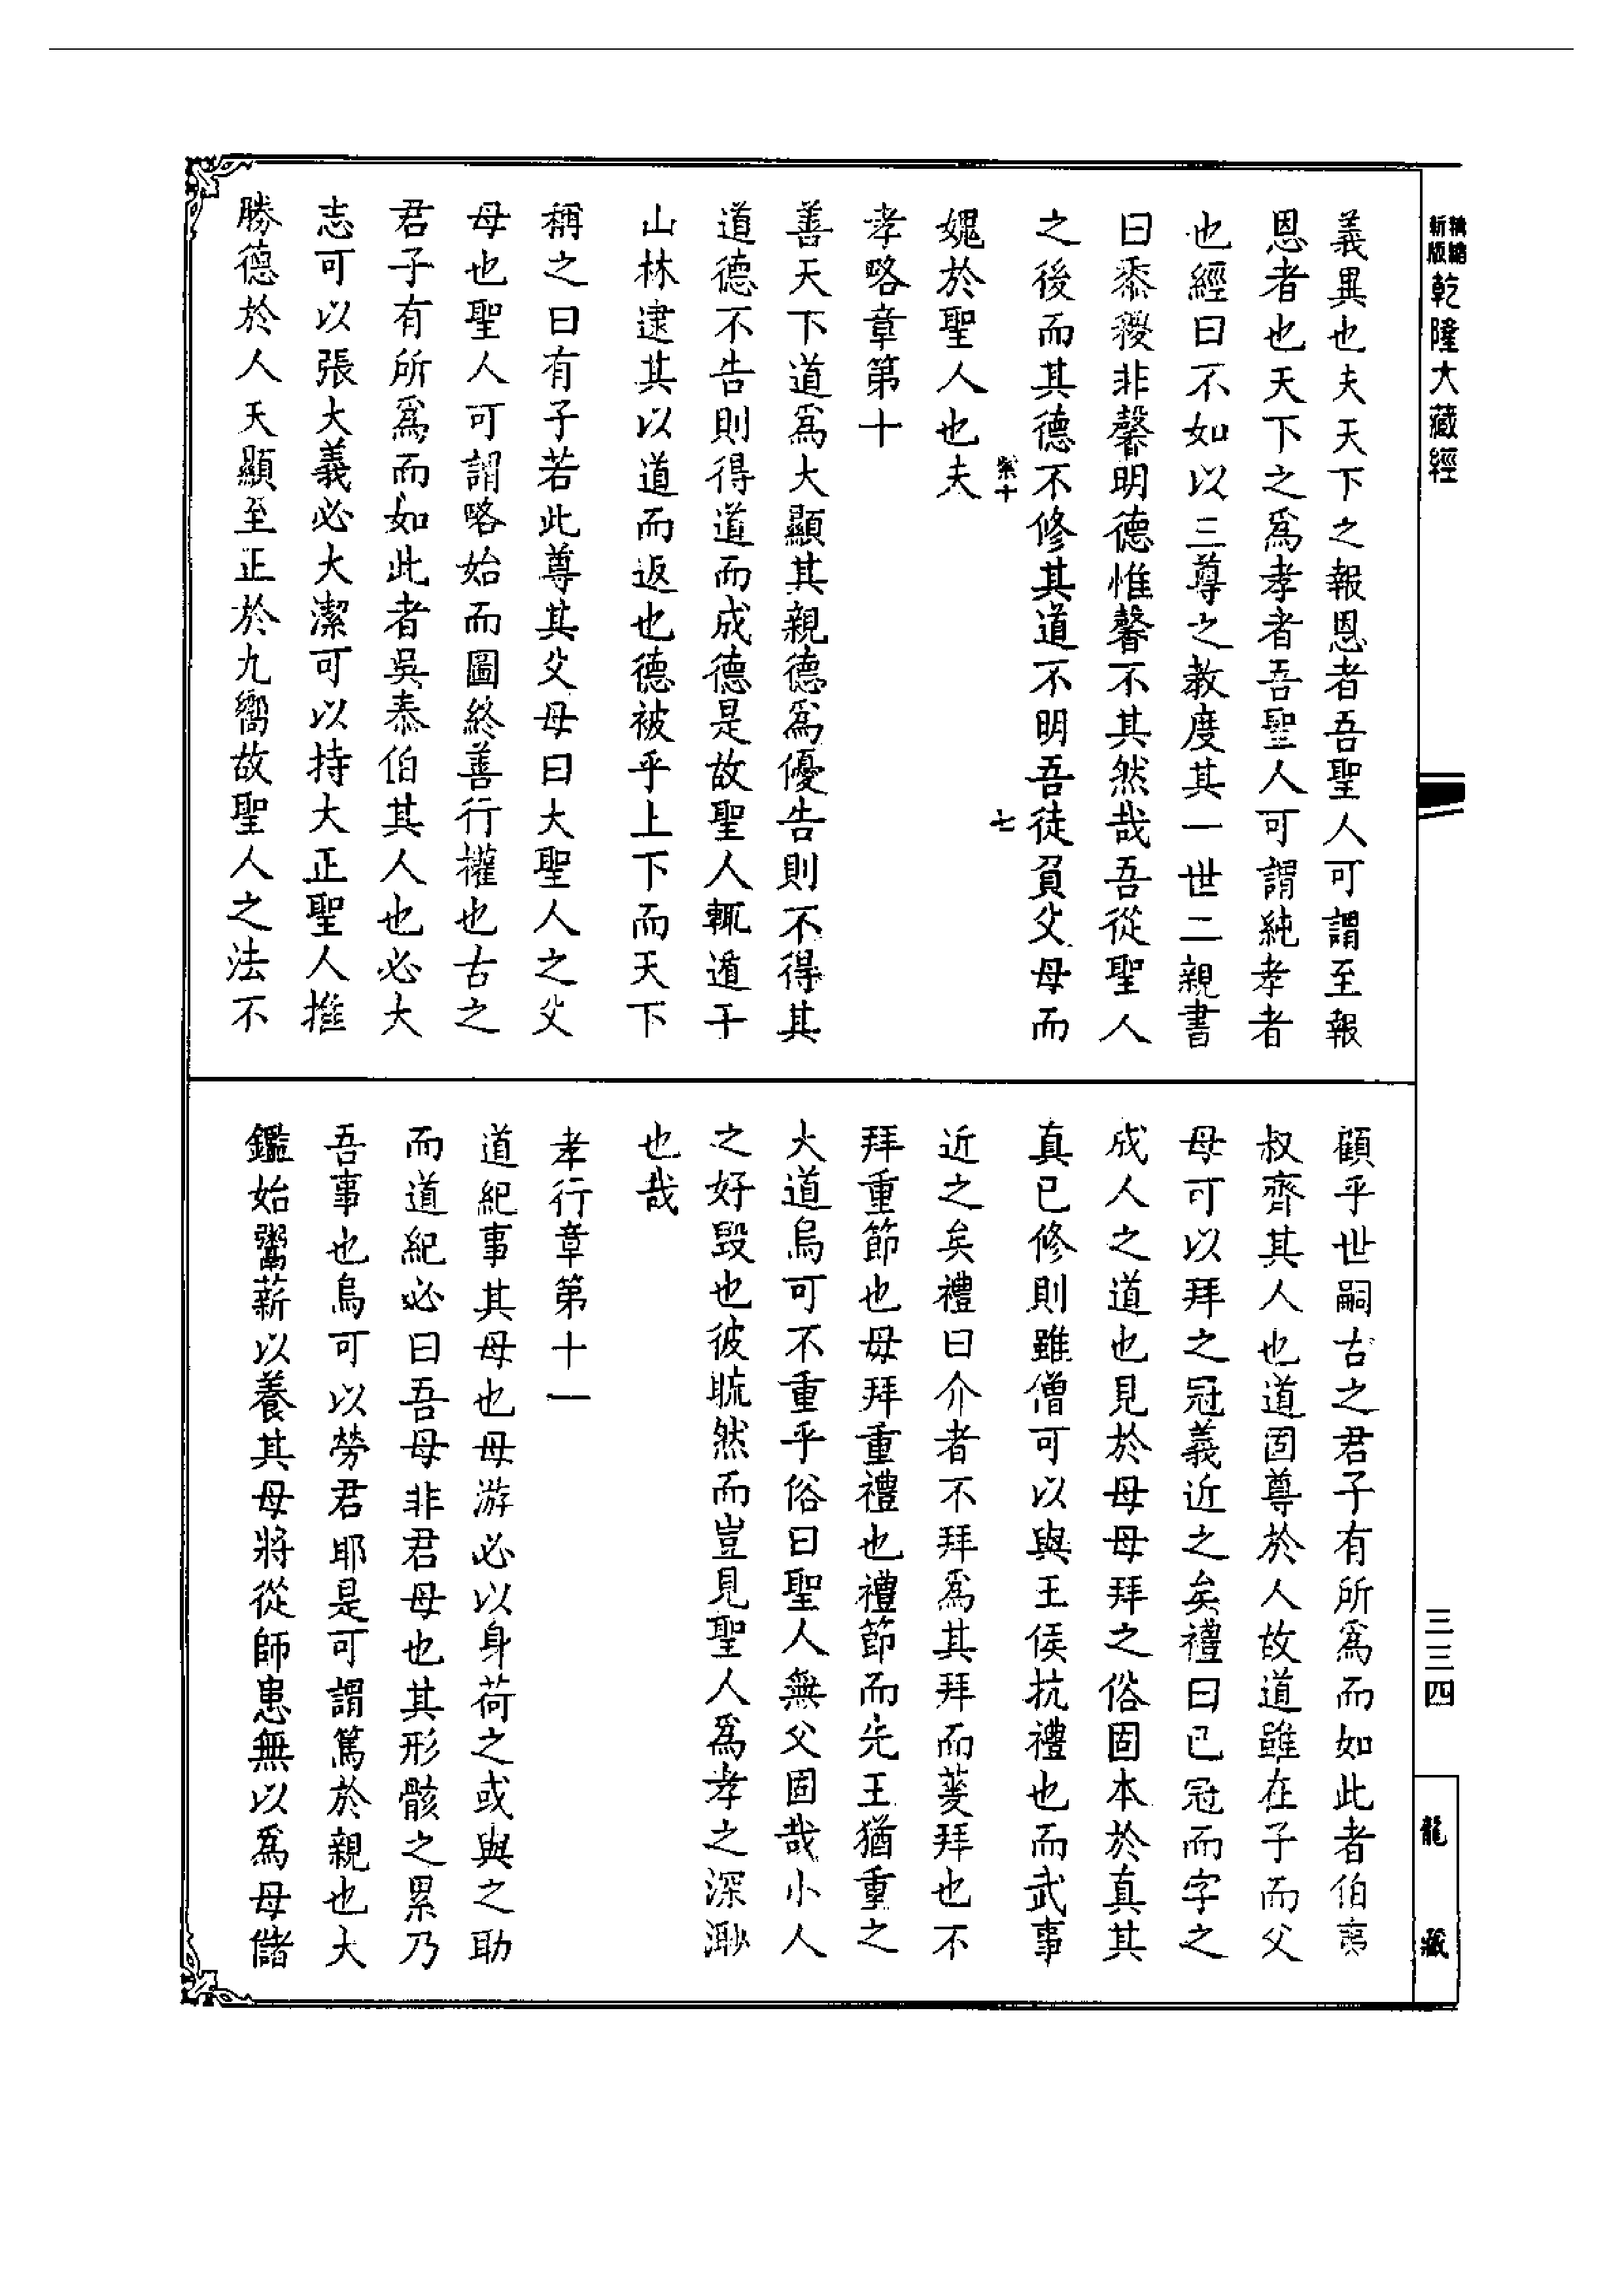 精縮
新版
乾隆大藏經
義異也夫天下之報恩者吾聖人可謂至報
恩者也天下之爲孝者吾聖人可謂純孝者
也經曰不如以三尊之教度其一世二親書
曰黍稷非馨明德惟馨不其然哉吾從聖人
之後而其德不修其道不明吾徒負父母而
紫十　七
媿於聖人也夫
孝略章第十
善天下道爲大顯其親德爲優告則不得其
道德不告則得道而成德是故聖人輒遁于
山林逮其以道而返也德被乎上下而天下
稱之曰有子若此尊其父母曰大聖人之父
母也聖人可謂略始而圖終善行權也古之
君子有所爲而如此者吳泰伯其人也必大
志可以張大義必大潔可以持大正聖人推
勝德於人天顯至正於九嚮故聖人之法不
顧乎世嗣古之君子有所爲而如此者伯夷
叔齊其人也道固尊於人故道雖在子而父
母可以拜之冠義近之矣禮曰已冠而字之
成人之道也見於母母拜之俗固本於真其
真已修則雖僧可以與王侯抗禮也而武事
近之矣禮曰介者不拜爲其拜而蓌拜也不
拜重節也毋拜重禮也禮節而先王猶重之
大道烏可不重乎俗曰聖人無父固哉小人
之好毀也彼眊然而豈見聖人爲孝之深渺
也哉
孝行章第十一
道紀事其母也母游必以身荷之或與之助
而道紀必曰吾母非君母也其形骸之累乃
吾事也烏可以勞君耶是可謂篤於親也大
鑑始鬻薪以養其母將從師患無以爲母儲
三三四
龍藏